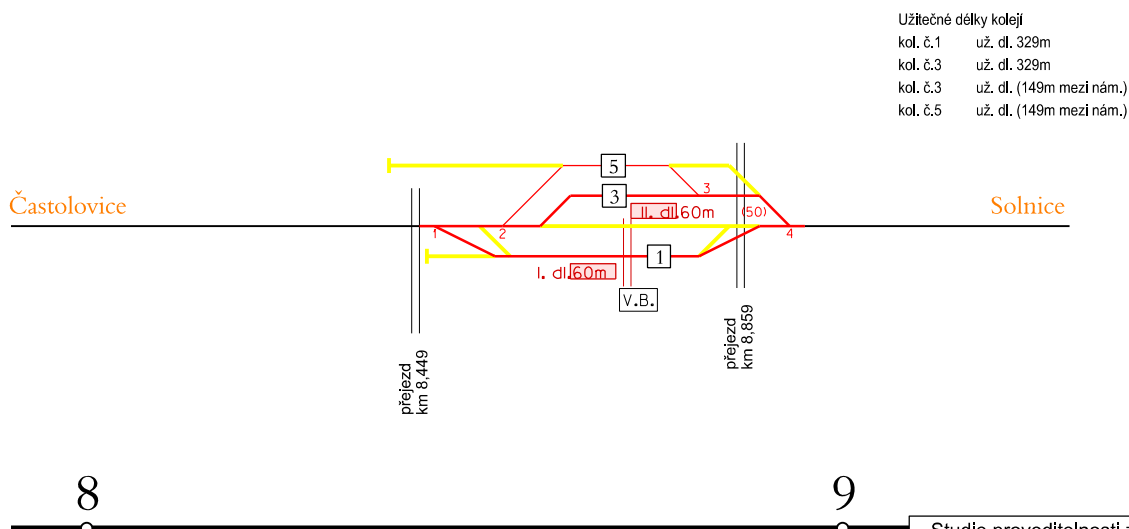 Užitečné délky kolejí
kol. č.1 už. dl. 329m
kol. č.3 už. dl. 329m
kol. č.3 už. dl. (149m mezi nám.)
kol. č.5 už. dl. (149m mezi nám.)
5
3
3
Častolovice
II. dl.60m
(50)
Solnice
1
2
4
1
I. dl.60m
V.B.
přejezd
km 8,449
přejezd
km 8,859
8
9
Studie proveditelnosti